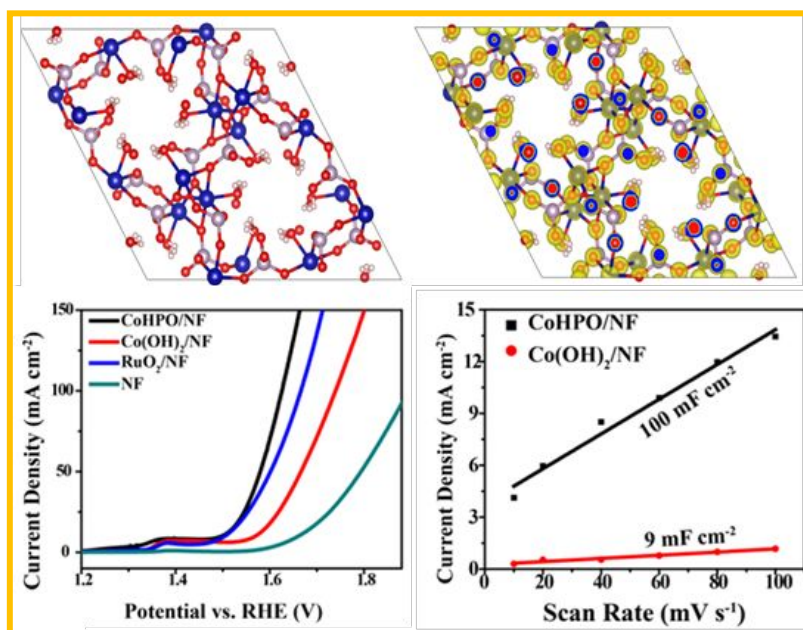 150
100
50
0
1.2
1.4
1.6
1.8
Current Density (mA cm⁻²)
Potential vs. RHE (V)
CoHPO/NF
Co(OH)₂/NF
RuO₂/NF
NF
15
12
9
6
3
0
0
20
40
60
80
100
Current Density (mA cm⁻²)
Scan Rate (mV s⁻¹)
CoHPO/NF
Co(OH)₂/NF
100 mF cm⁻²
9 mF cm⁻²